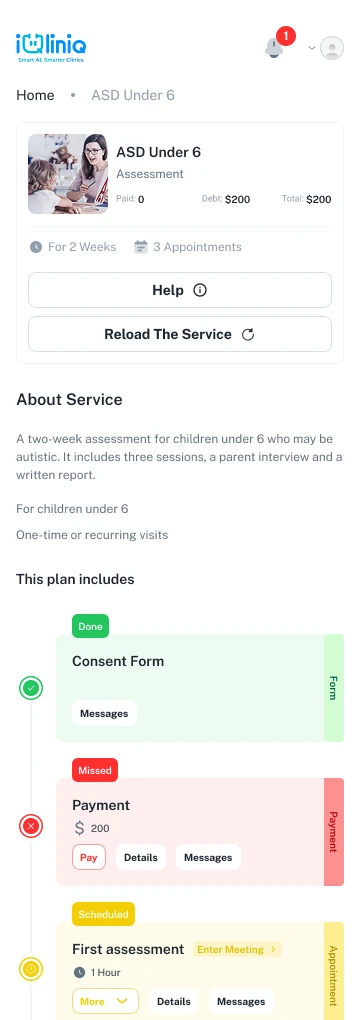 iCliniq
Smart AI, Smarter Clinics
1
Home • ASD Under 6
ASD Under 6
Assessment
Paid: 0 Debt: $200 Total: $200
For 2 Weeks 3 Appointments
Help
Reload The Service
About Service
A two-week assessment for children under 6 who may be
autistic. It includes three sessions, a parent interview and a
written report.
For children under 6
One-time or recurring visits
This plan includes
Done
Consent Form
Form
Messages
Missed
Payment
Payment
$ 200
Pay Details Messages
Scheduled
First assessment Enter Meeting
Appointment
1 Hour
More Details Messages